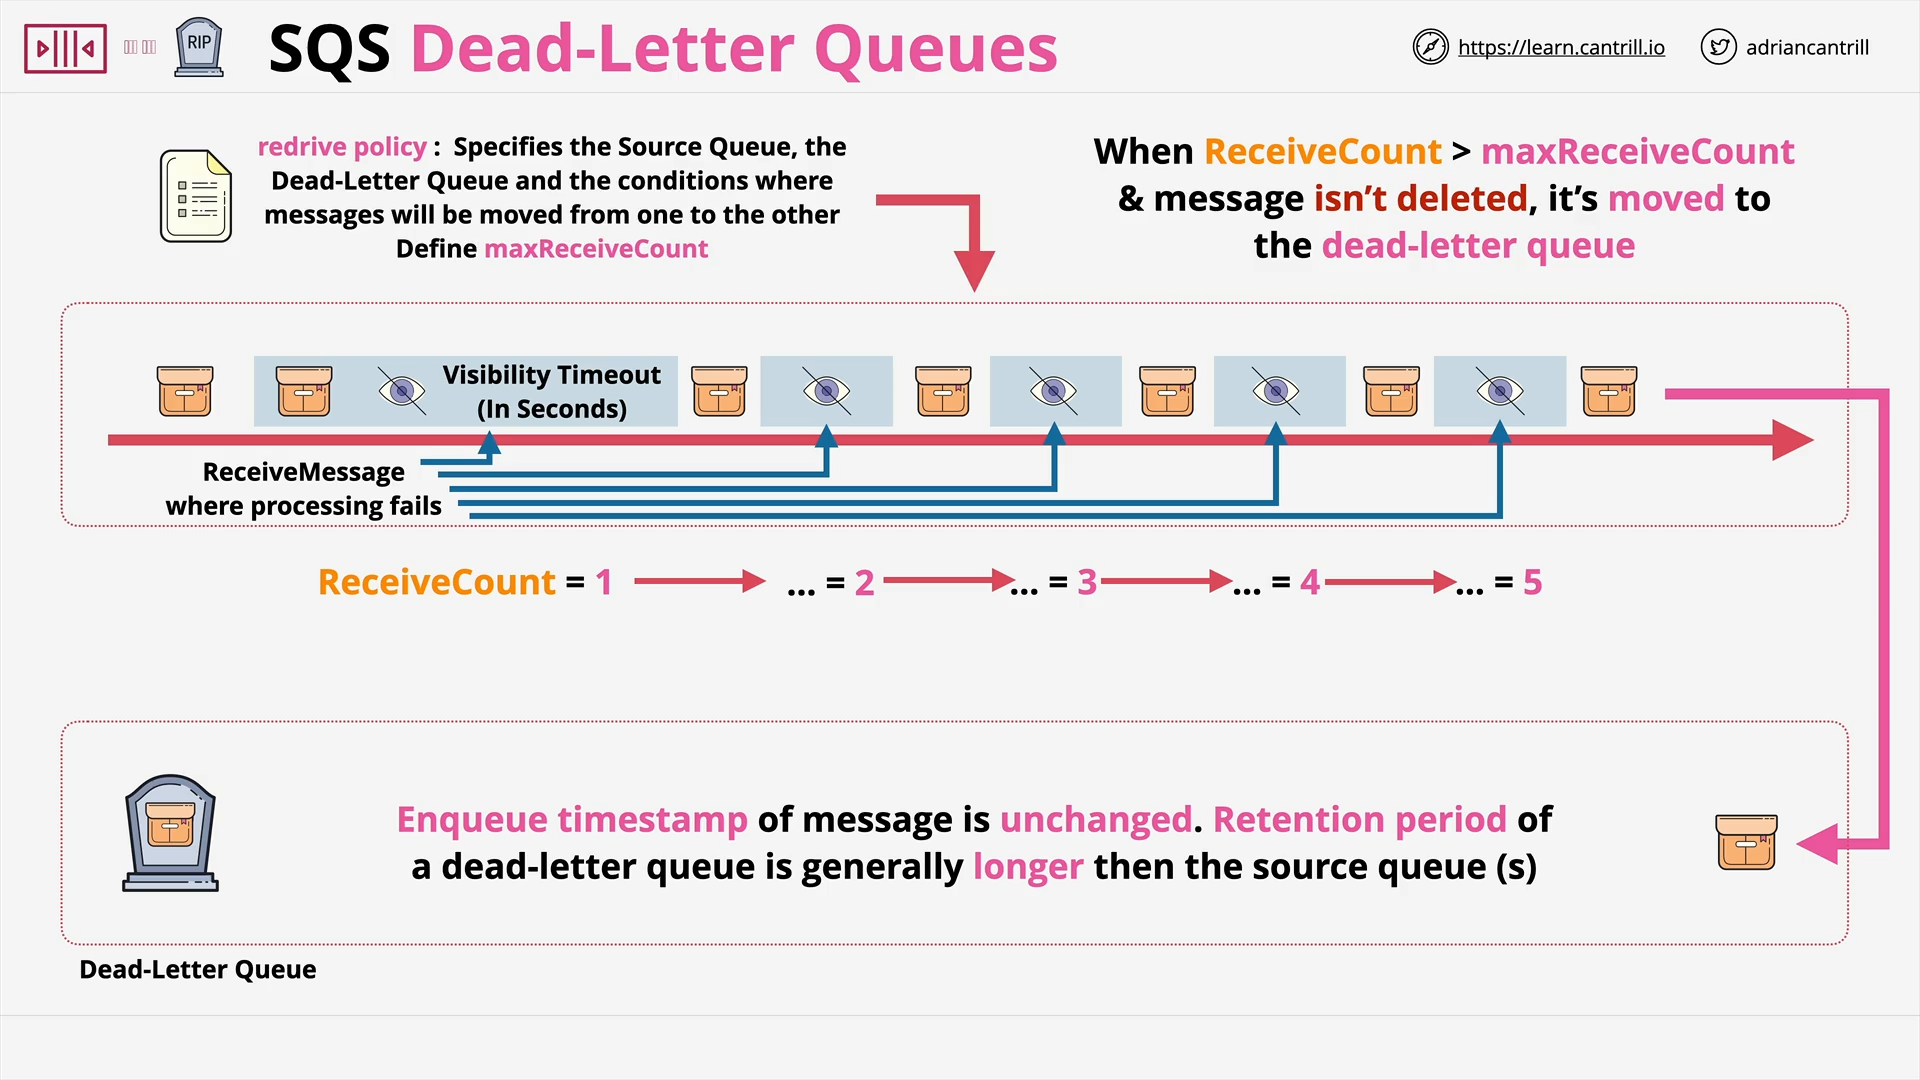 RIP
SQS Dead-Letter Queues
https://learn.cantrill.io
adriancantrill
redrive policy : Specifies the Source Queue, the
Dead-Letter Queue and the conditions where
messages will be moved from one to the other
Define maxReceiveCount
When ReceiveCount > maxReceiveCount
& message isn't deleted, it's moved to
the dead-letter queue
Visibility Timeout
(In Seconds)
ReceiveMessage
where processing fails
ReceiveCount = 1
... = 2
... = 3
... = 4
... = 5
Enqueue timestamp of message is unchanged. Retention period of
a dead-letter queue is generally longer then the source queue (s)
Dead-Letter Queue